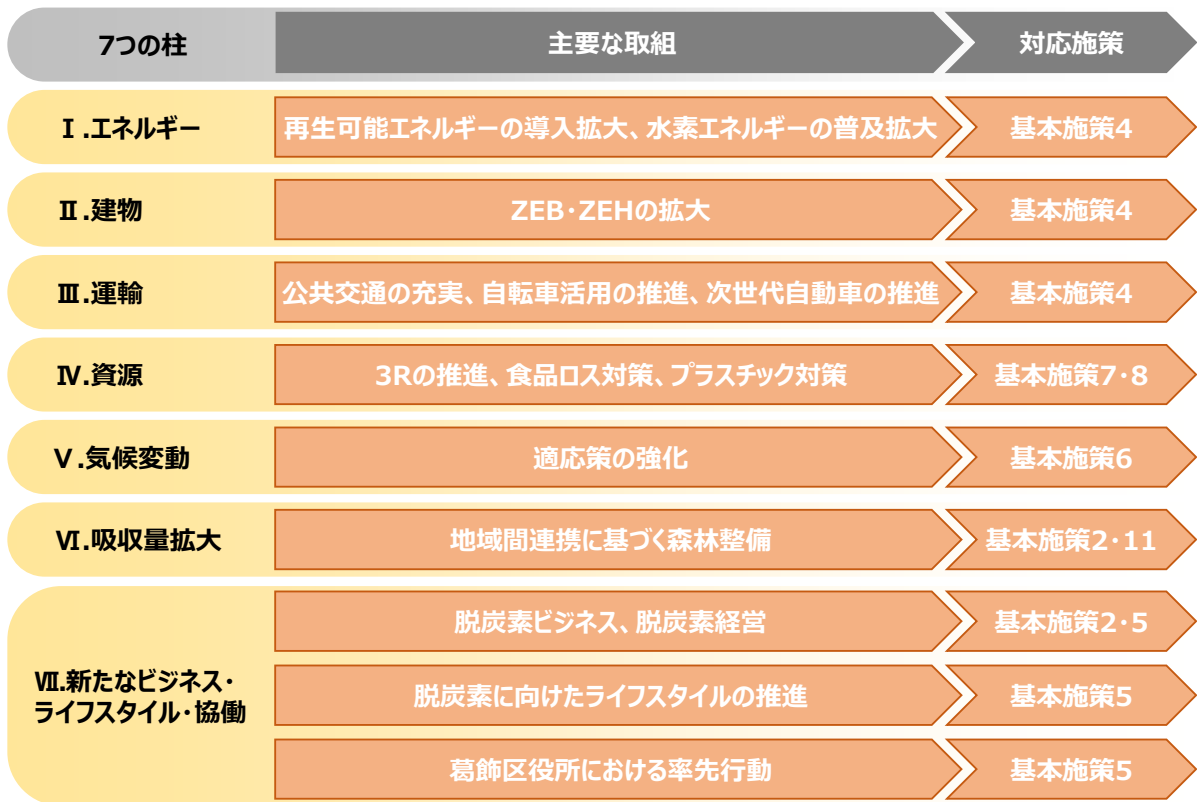 7つの柱
主要な取組
対応施策
Ⅰ.エネルギー
再生可能エネルギーの導入拡大、水素エネルギーの普及拡大
基本施策4
Ⅱ.建物
ZEB・ZEHの拡大
基本施策4
Ⅲ.運輸
公共交通の充実、自転車活用の推進、次世代自動車の推進
基本施策4
Ⅳ.資源
3Rの推進、食品ロス対策、プラスチック対策
基本施策7・8
Ⅴ.気候変動
適応策の強化
基本施策6
Ⅵ.吸収量拡大
地域間連携に基づく森林整備
基本施策2・11
Ⅶ.新たなビジネス・
ライフスタイル・協働
脱炭素ビジネス、脱炭素経営
基本施策2・5
脱炭素に向けたライフスタイルの推進
基本施策5
葛飾区役所における率先行動
基本施策5